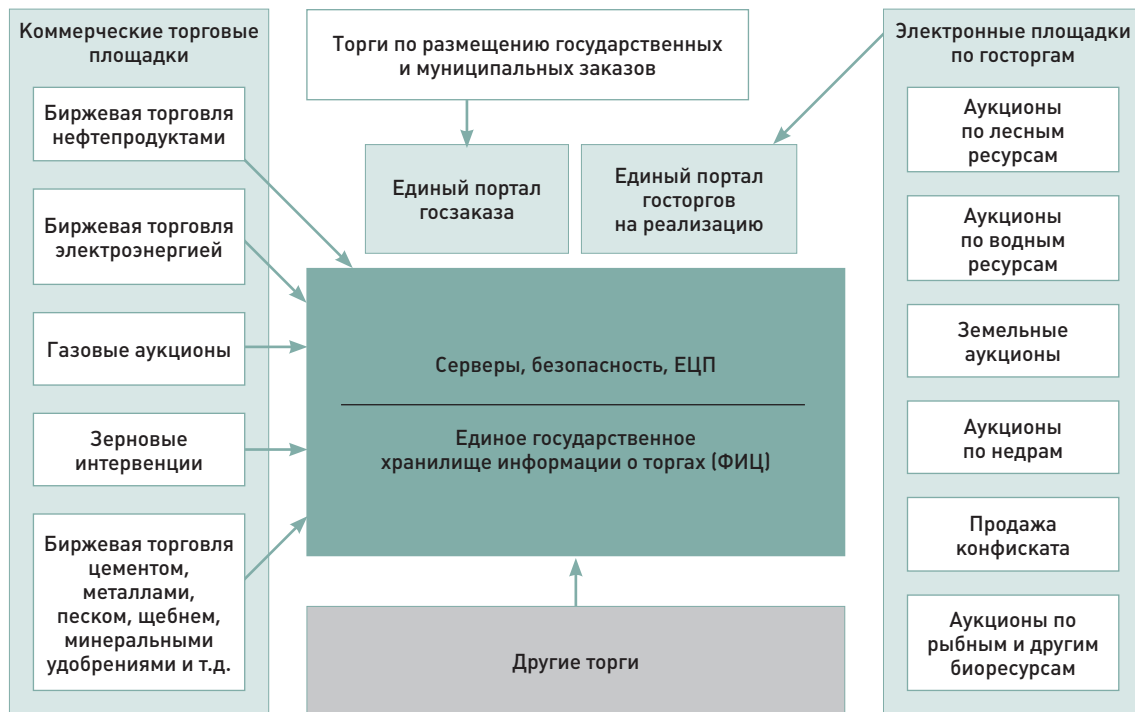 Коммерческие торговые
площадки
Биржевая торговля
нефтепродуктами
Биржевая торговля
электроэнергией
Газовые аукционы
Зерновые
интервенции
Биржевая торговля
цементом,
металлами,
песком, щебнем,
минеральными
удобрениями и т.д.
Торги по размещению государственных
и муниципальных заказов
Единый портал
госзаказа
Единый портал
госторгов
на реализацию
Серверы, безопасность, ЕЦП
Единое государственное
хранилище информации о торгах (ФИЦ)
Другие торги
Электронные площадки
по госторгам
Аукционы
по лесным
ресурсам
Аукционы
по водным
ресурсам
Земельные
аукционы
Аукционы
по недрам
Продажа
конфиската
Аукционы по
рыбным и другим
биоресурсам